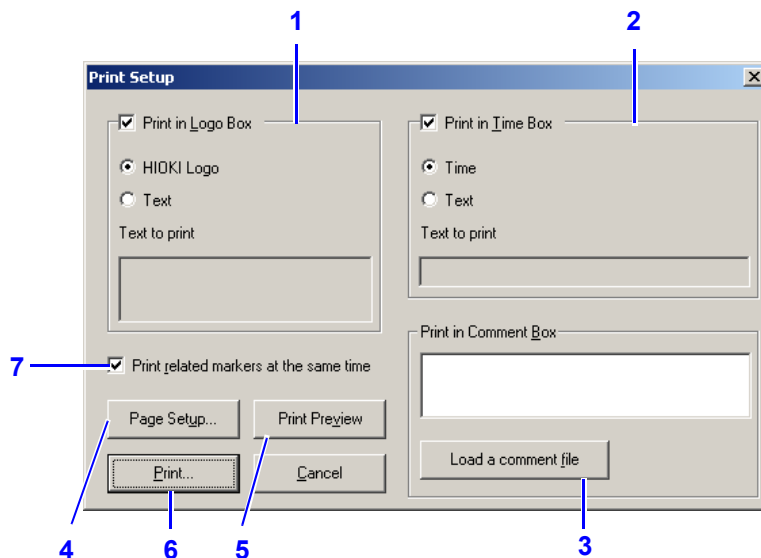 1
2
Print Setup
Print in Logo Box
Print in Time Box
HIOKI Logo
Time
Text
Text
Text to print
Text to print
Print in Comment Box
7
Print related markers at the same time
Page Setup...
Print Preview
Load a comment file
Print...
Cancel
4
6
5
3